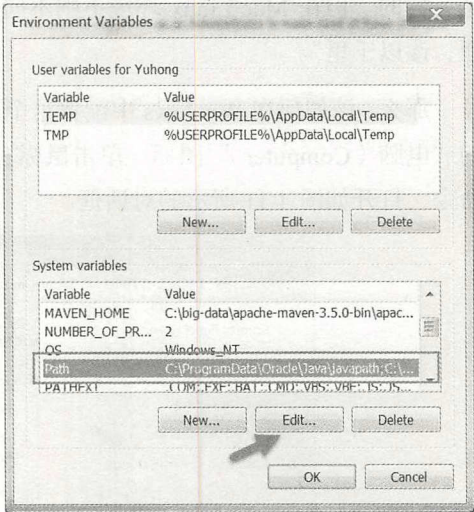 Environment Variables
User variables for Yuhong
Variable Value
TEMP %USERPROFILE%\AppData\Local\Temp
TMP %USERPROFILE%\AppData\Local\Temp
New... Edit... Delete
System variables
Variable Value
MAVEN_HOME C:\big-data\apache-maven-3.5.0-bin\apac...
NUMBER_OF_PR... 2
OS Windows_NT
Path C:\ProgramData\Oracle\Java\javapath;C:\...
PATHEXT .COM;.EXE;.BAT;.CMD;.VBS;.VBE;.JS;.JS...
New... Edit... Delete
OK Cancel